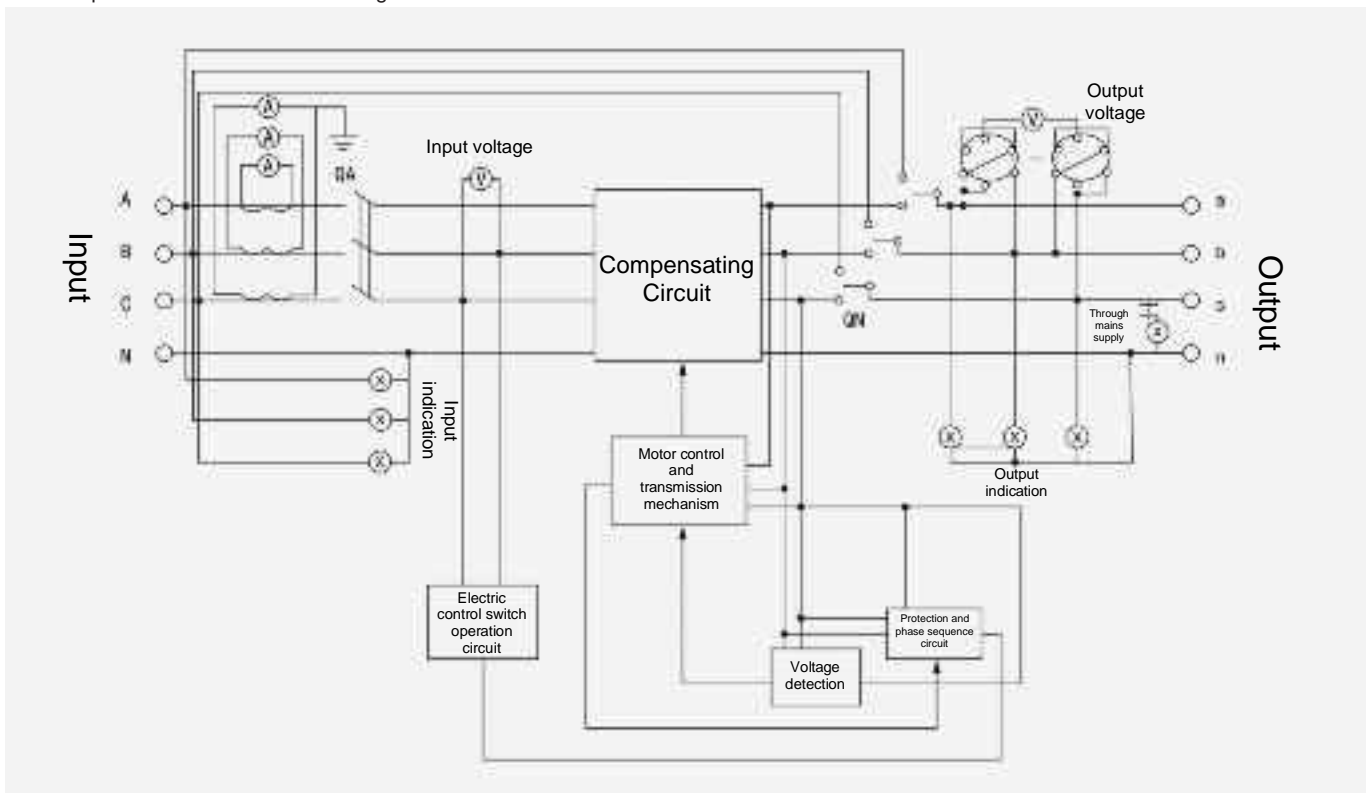 A
A
A
QA
Input voltage
V
Output
voltage
V
A
B
C
N
Input
Compensating
Circuit
QN
Through
mains
supply
x
Output
X
X
X
Input
indication
X
X
X
Output
indication
Motor control
and
transmission
mechanism
Electric
control switch
operation
circuit
Protection and
phase sequence
circuit
Voltage
detection